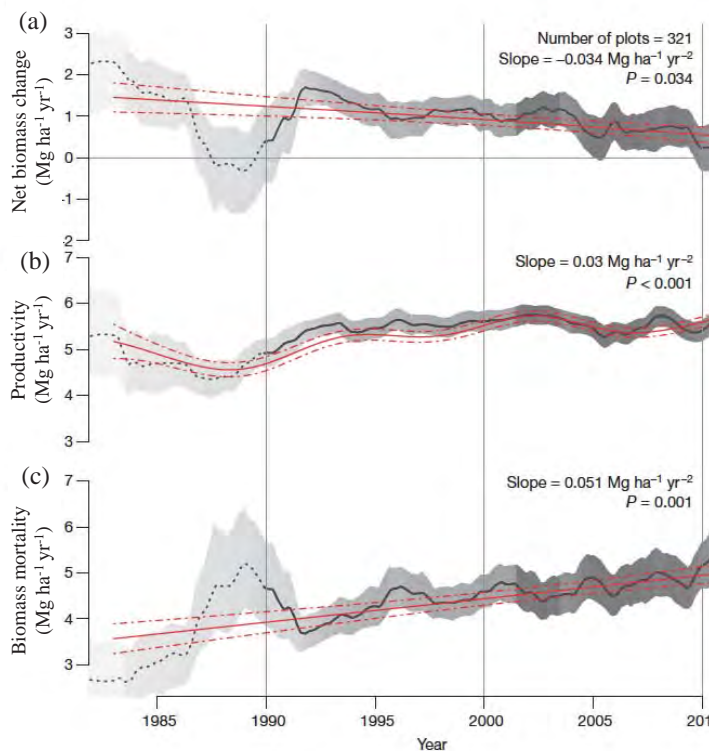 (a)
Net biomass change
(Mg ha⁻¹ yr⁻¹)
3
2
1
0
-1
2
Number of plots = 321
Slope = –0.034 Mg ha⁻¹ yr⁻²
P = 0.034
(b)
Productivity
(Mg ha⁻¹ yr⁻¹)
7
6
5
4
3
Slope = 0.03 Mg ha⁻¹ yr⁻²
P < 0.001
(c)
Biomass mortality
(Mg ha⁻¹ yr⁻¹)
7
6
5
4
3
Slope = 0.051 Mg ha⁻¹ yr⁻²
P = 0.001
1985
1990
1995
2000
2005
201
Year